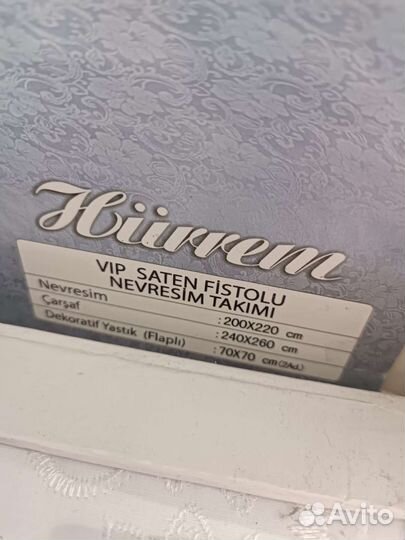 Hürrem
VIP SATEN FİSTOLU
NEVRESİM TAKIMI
Nevresim : 200X220 cm
Çarşaf : 240X260 cm
Dekoratif Yastık (Flaplı) : 70X70 cm (2Ad.)
Avito